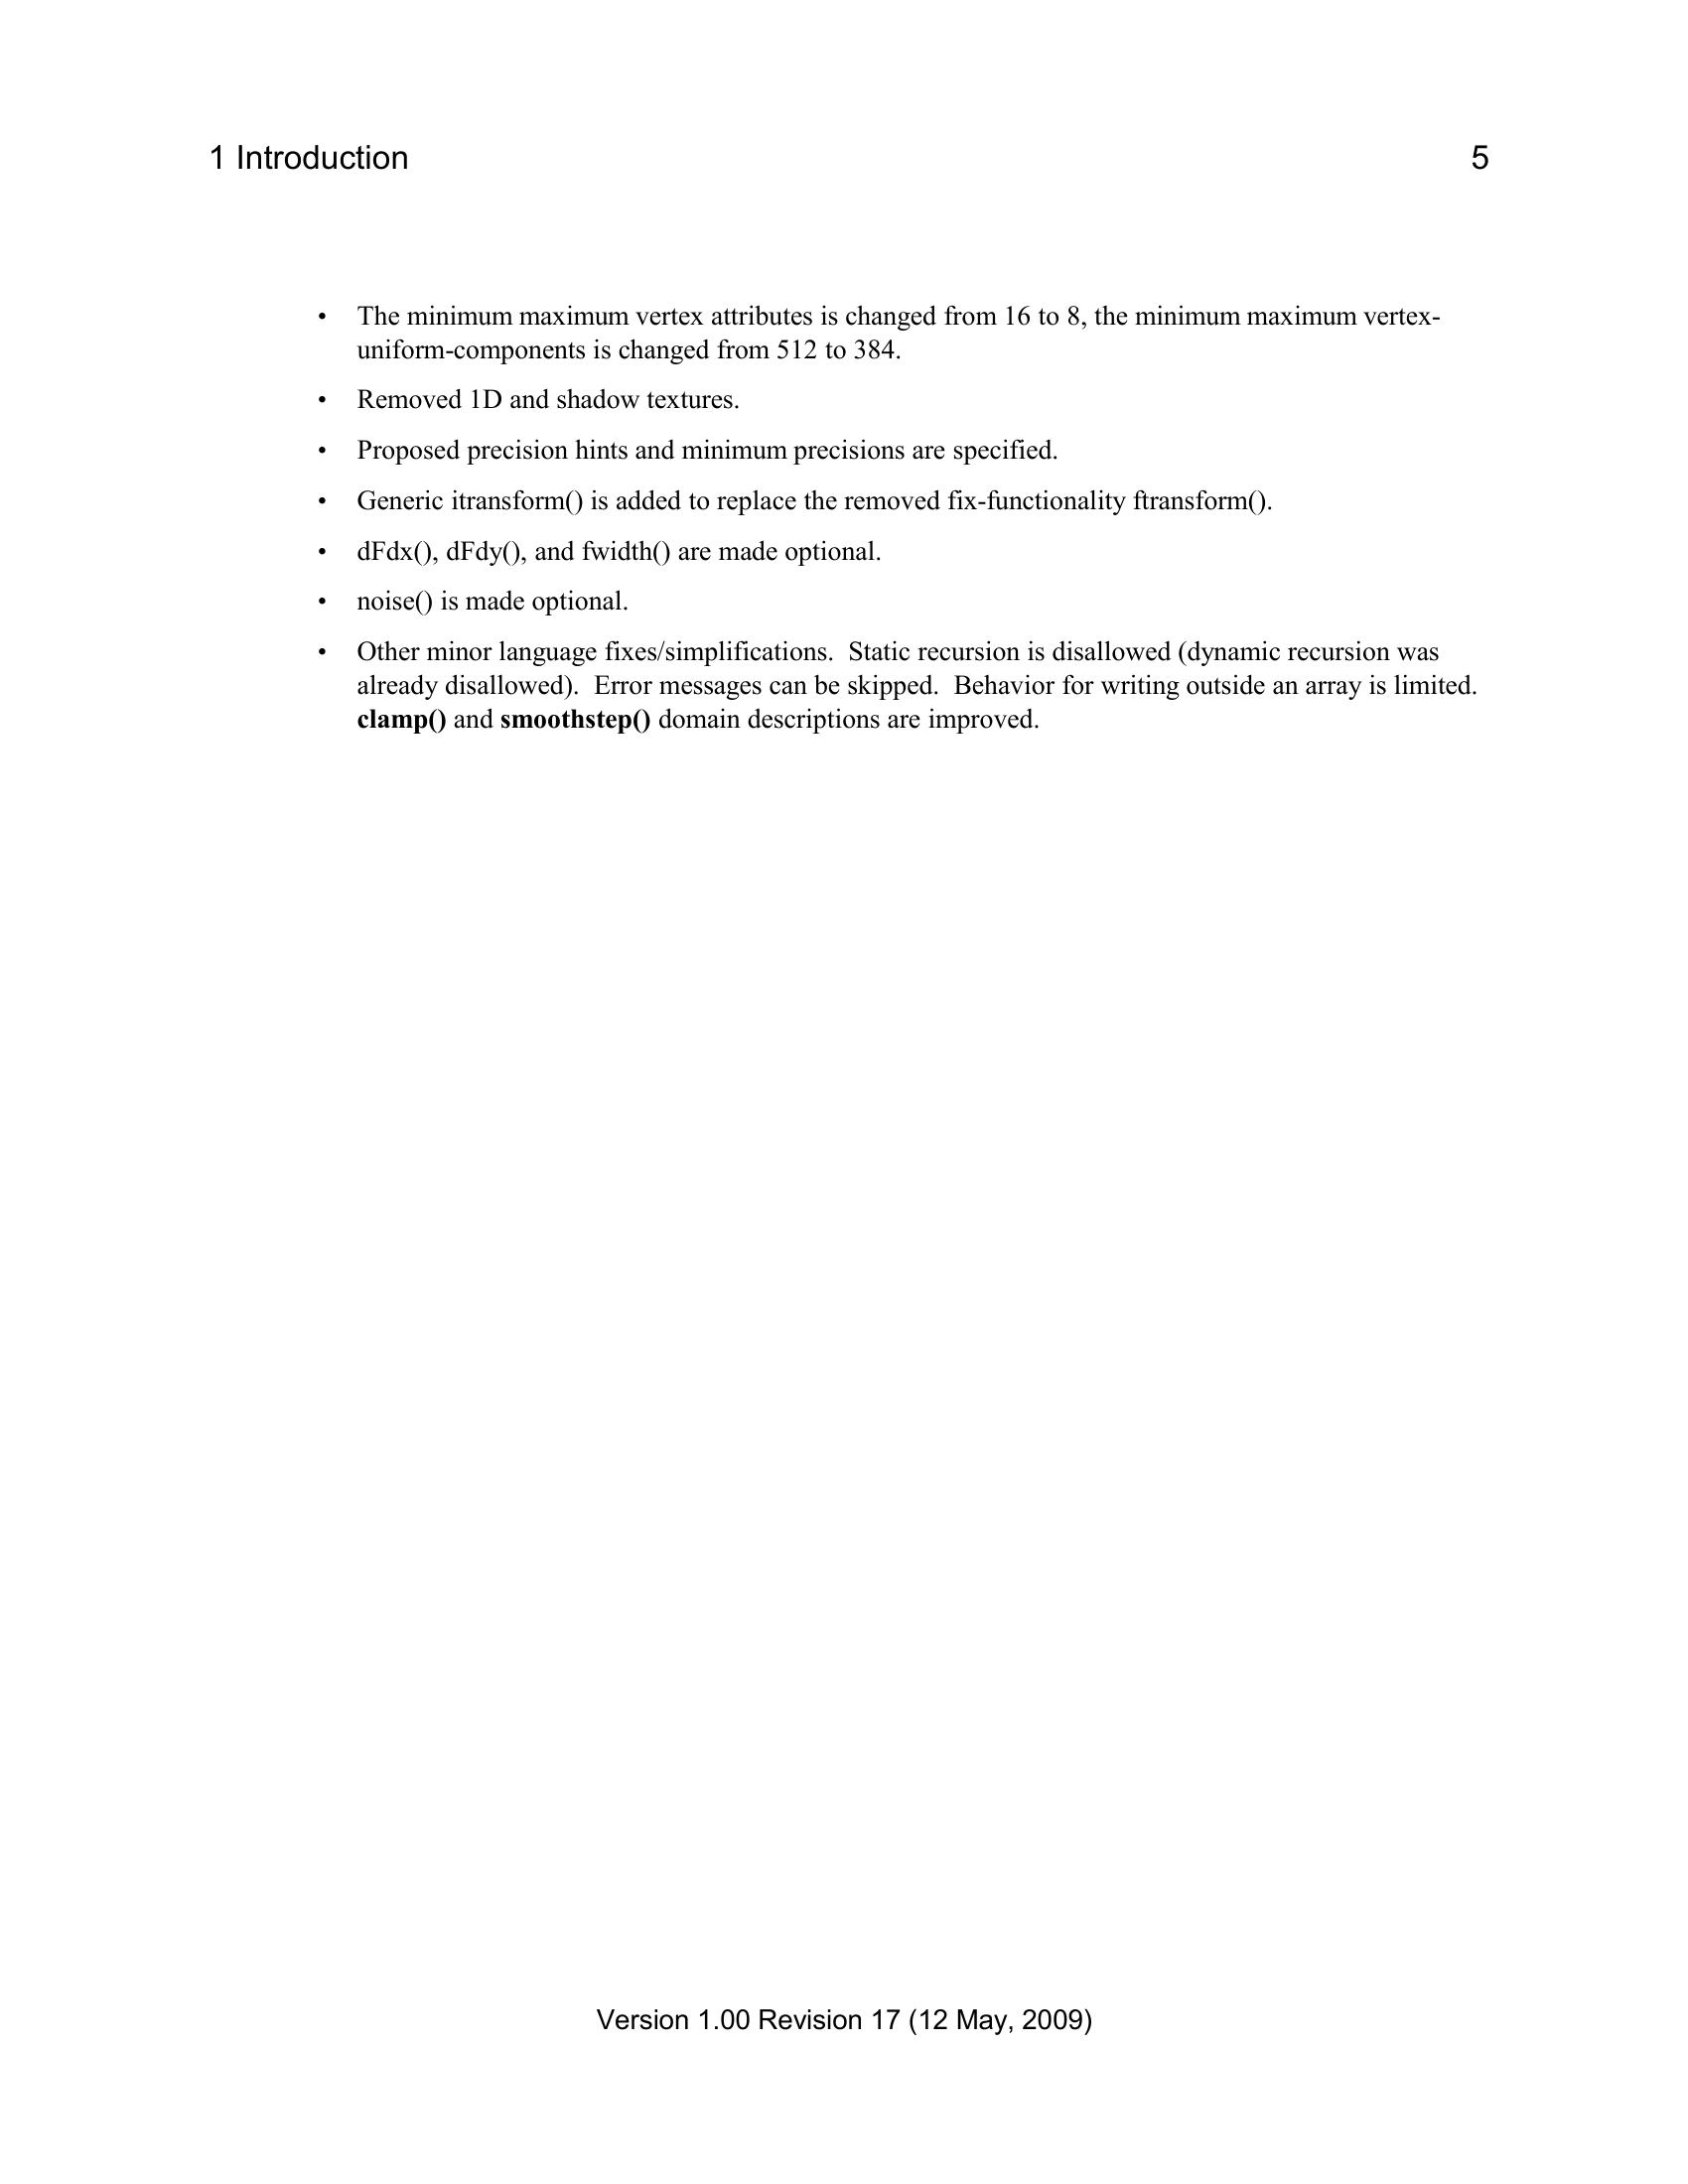 1 Introduction 5
• The minimum maximum vertex attributes is changed from 16 to 8, the minimum maximum vertex-
uniform-components is changed from 512 to 384.
• Removed 1D and shadow textures.
• Proposed precision hints and minimum precisions are specified.
• Generic itransform() is added to replace the removed fix-functionality ftransform().
• dFdx(), dFdy(), and fwidth() are made optional.
• noise() is made optional.
• Other minor language fixes/simplifications.  Static recursion is disallowed (dynamic recursion was
already disallowed).  Error messages can be skipped.  Behavior for writing outside an array is limited.
clamp() and smoothstep() domain descriptions are improved.
Version 1.00 Revision 17 (12 May, 2009)